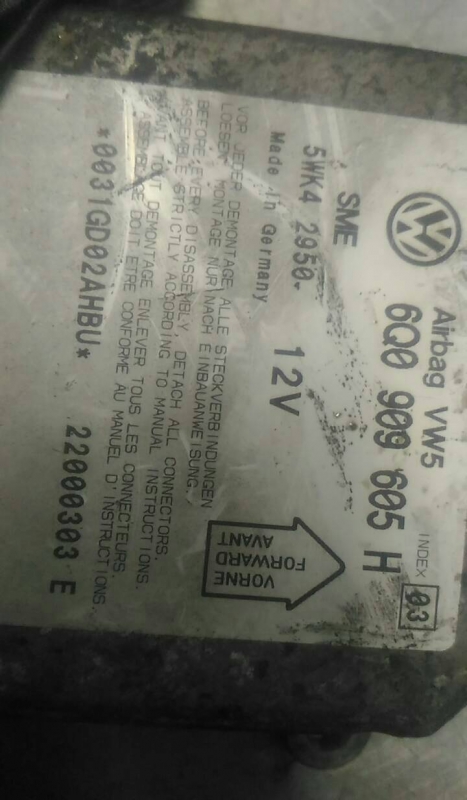 Airbag VW5
INDEX 03
6Q0 909 605 H
SME
5WK4 2950-
Made in Germany
12V
VORNE
FORWARD
AVANT
VOR JEDER DEMONTAGE ALLE STECKVERBINDUNGEN
LOESEN. MONTAGE NUR NACH EINBAUANWEISUNG.
BEFORE EVERY DISASSEMBLY DETACH ALL CONNECTORS.
ASSEMBLE STRICTLY ACCORDING TO MANUAL INSTRUCTIONS.
AVANT TOUT DEMONTAGE ENLEVER TOUS LES CONNECTEURS.
DOIT ETRE CONFORME AU MANUEL D'INSTRUCTIONS.
*0031GD02AHBU*
22000303 E